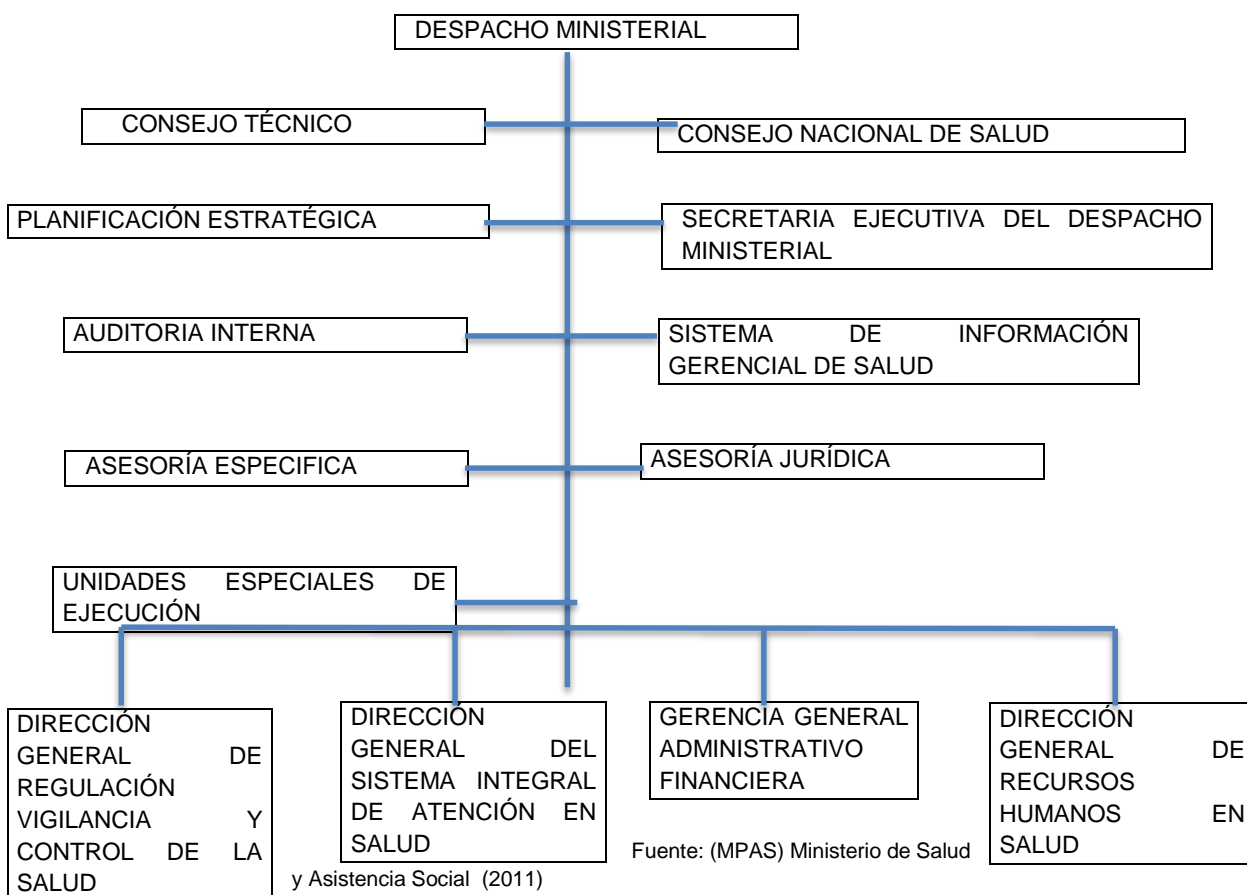 DESPACHO MINISTERIAL
CONSEJO TÉCNICO
CONSEJO NACIONAL DE SALUD
PLANIFICACIÓN ESTRATÉGICA
SECRETARIA EJECUTIVA DEL DESPACHO
MINISTERIAL
AUDITORIA INTERNA
SISTEMA DE INFORMACIÓN
GERENCIAL DE SALUD
ASESORÍA ESPECIFICA
ASESORÍA JURÍDICA
UNIDADES ESPECIALES DE
EJECUCIÓN
DIRECCIÓN
GENERAL DE
REGULACIÓN
VIGILANCIA Y
CONTROL DE LA
SALUD
DIRECCIÓN
GENERAL DEL
SISTEMA INTEGRAL
DE ATENCIÓN EN
SALUD
GERENCIA GENERAL
ADMINISTRATIVO
FINANCIERA
DIRECCIÓN
GENERAL DE
RECURSOS
HUMANOS EN
SALUD
Fuente: (MPAS) Ministerio de Salud
y Asistencia Social (2011)